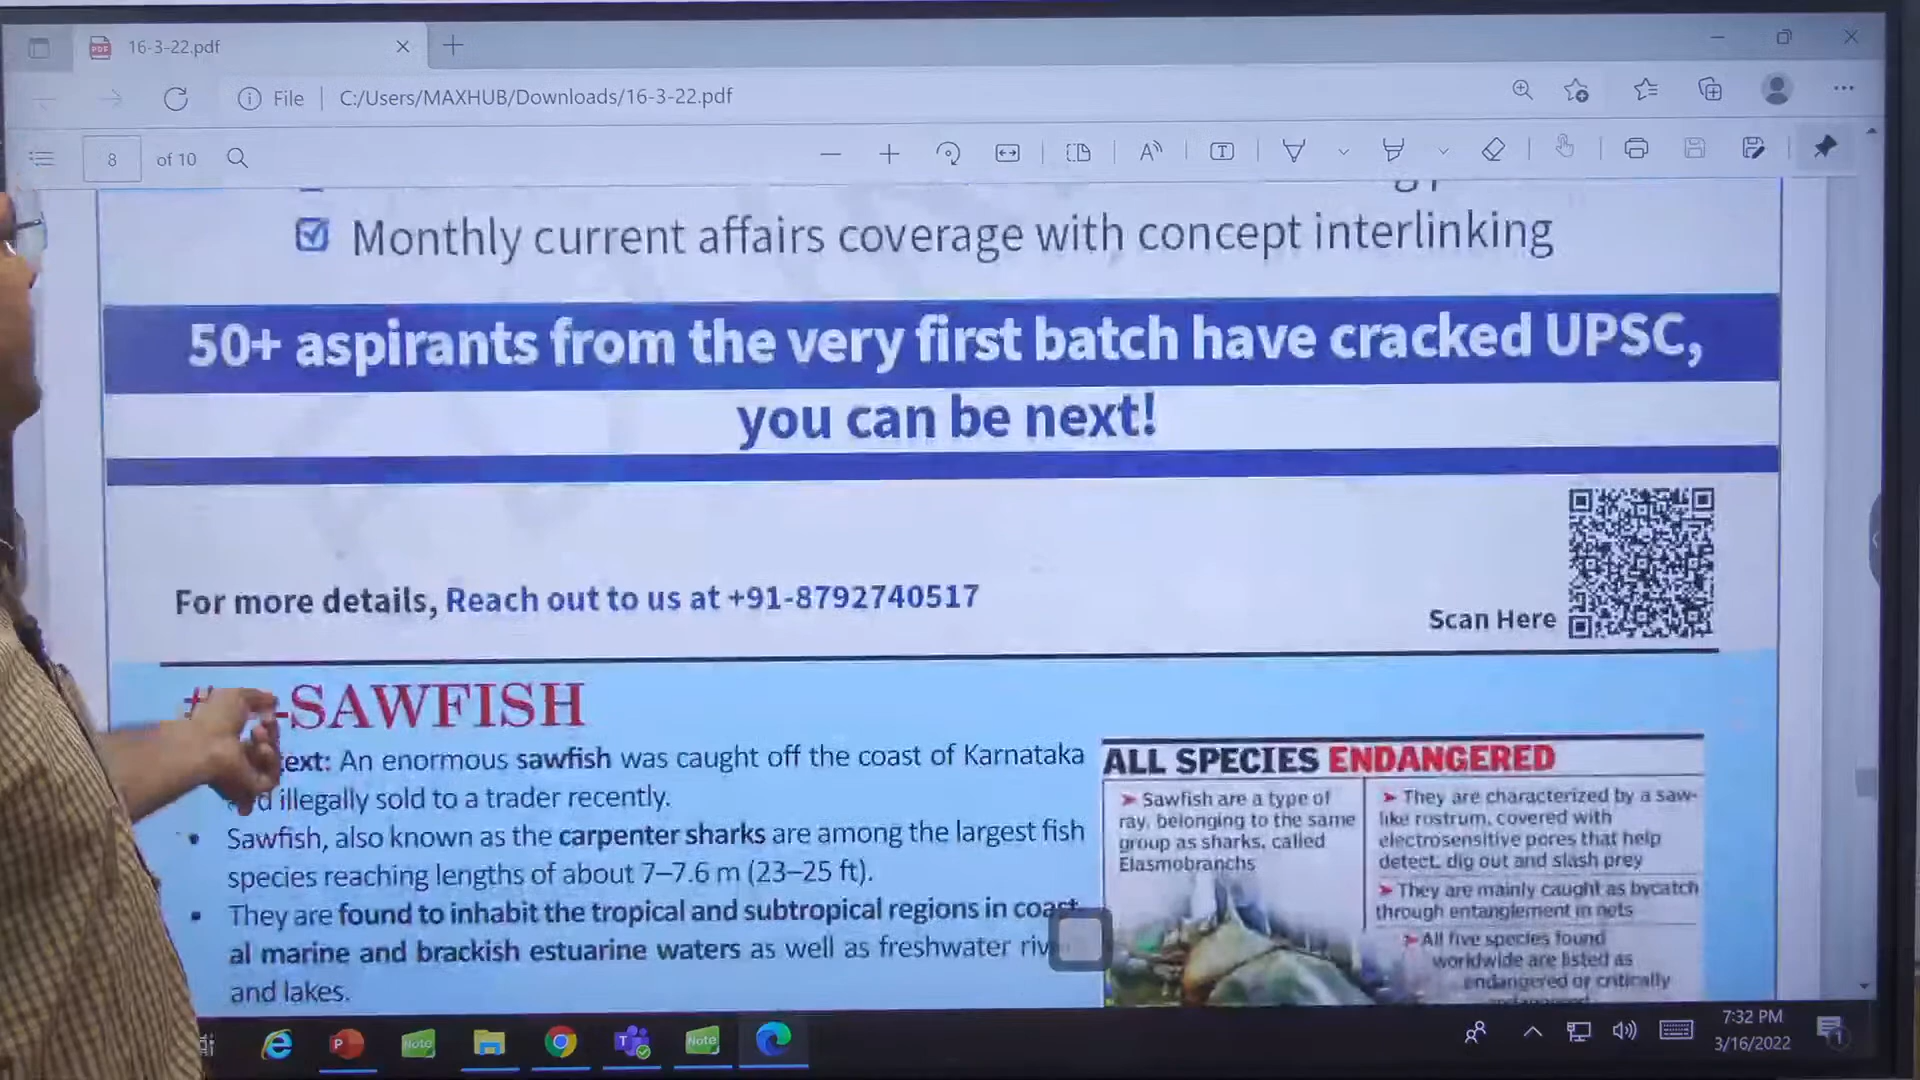 16-3-22.pdf
File C:/Users/MAXHUB/Downloads/16-3-22.pdf
8 of 10
Monthly current affairs coverage with concept interlinking
50+ aspirants from the very first batch have cracked UPSC,
you can be next!
For more details, Reach out to us at +91-8792740517
Scan Here
-SAWFISH
text: An enormous sawfish was caught off the coast of Karnataka
illegally sold to a trader recently.
• Sawfish, also known as the carpenter sharks are among the largest fish
species reaching lengths of about 7–7.6 m (23–25 ft).
▪ They are found to inhabit the tropical and subtropical regions in coast-
al marine and brackish estuarine waters as well as freshwater riv
and lakes.
ALL SPECIES ENDANGERED
➤ Sawfish are a type of
ray, belonging to the same
group as sharks, called
Elasmobranchs
➤ They are characterized by a saw-
like rostrum, covered with
electrosensitive pores that help
detect, dig out and slash prey
➤ They are mainly caught as bycatch
through entanglement in nets
➤ All five species found
worldwide are listed as
endangered or critically
Note
Note
7:32 PM
3/16/2022